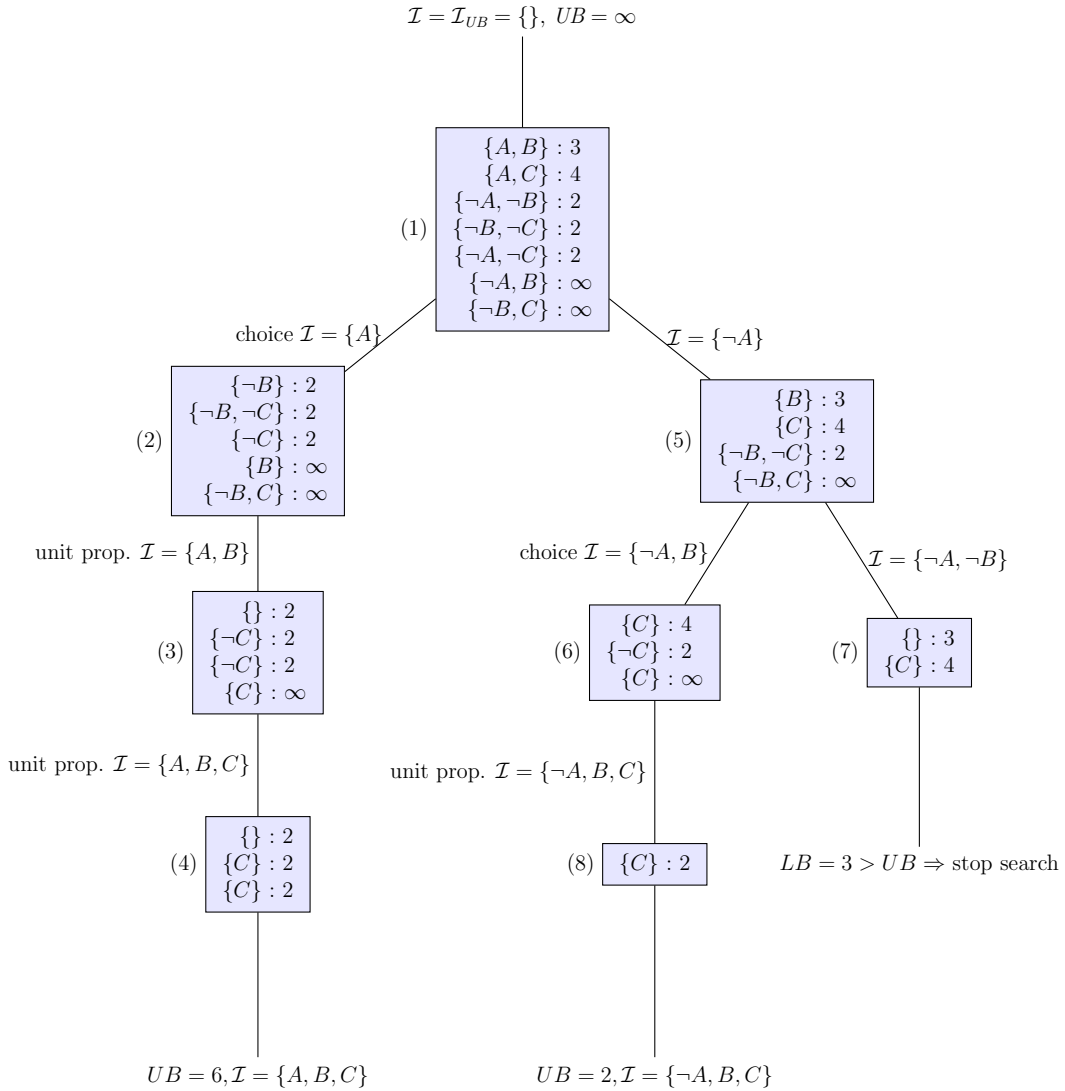 ℐ = ℐ_{UB} = {}, UB = ∞
(1)
{A, B} : 3
{A, C} : 4
{¬A, ¬B} : 2
{¬B, ¬C} : 2
{¬A, ¬C} : 2
{¬A, B} : ∞
{¬B, C} : ∞
choice ℐ = {A}
ℐ = {¬A}
(2)
{¬B} : 2
{¬B, ¬C} : 2
{¬C} : 2
{B} : ∞
{¬B, C} : ∞
(5)
{B} : 3
{C} : 4
{¬B, ¬C} : 2
{¬B, C} : ∞
unit prop. ℐ = {A, B}
choice ℐ = {¬A, B}
ℐ = {¬A, ¬B}
(3)
{} : 2
{¬C} : 2
{¬C} : 2
{C} : ∞
(6)
{C} : 4
{¬C} : 2
{C} : ∞
(7)
{} : 3
{C} : 4
unit prop. ℐ = {A, B, C}
unit prop. ℐ = {¬A, B, C}
(4)
{} : 2
{C} : 2
{C} : 2
(8)
{C} : 2
LB = 3 > UB ⇒ stop search
UB = 6, ℐ = {A, B, C}
UB = 2, ℐ = {¬A, B, C}